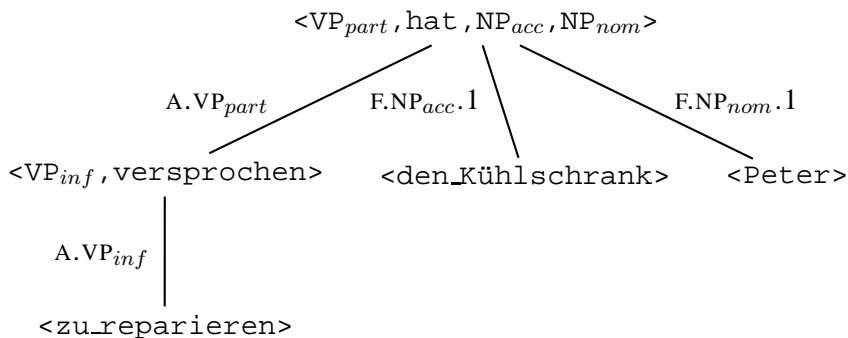 <VPpart,hat,NPacc,NPnom>
A.VPpart F.NPacc.1 F.NPnom.1
<VPinf,versprochen> <den_Kühlschrank> <Peter>
A.VPinf
<zu_reparieren>